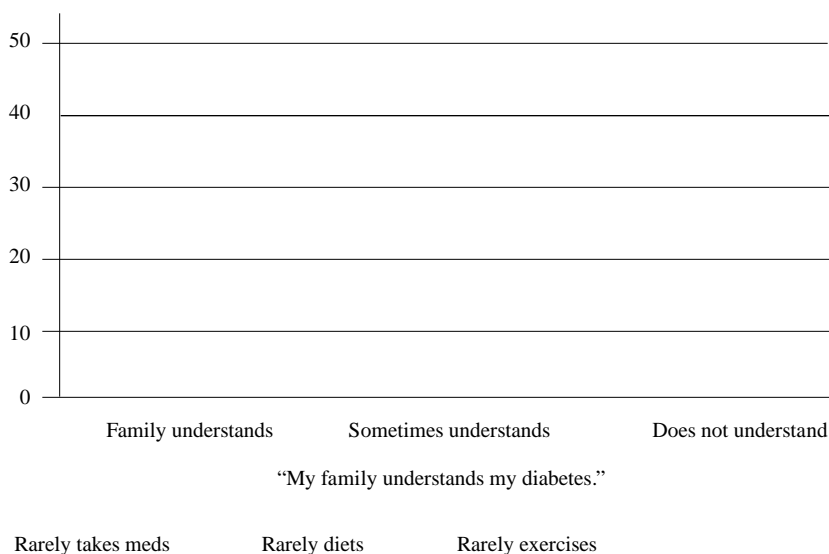 50
40
30
20
10
0
Family understands Sometimes understands Does not understand
“My family understands my diabetes.”
Rarely takes meds Rarely diets Rarely exercises